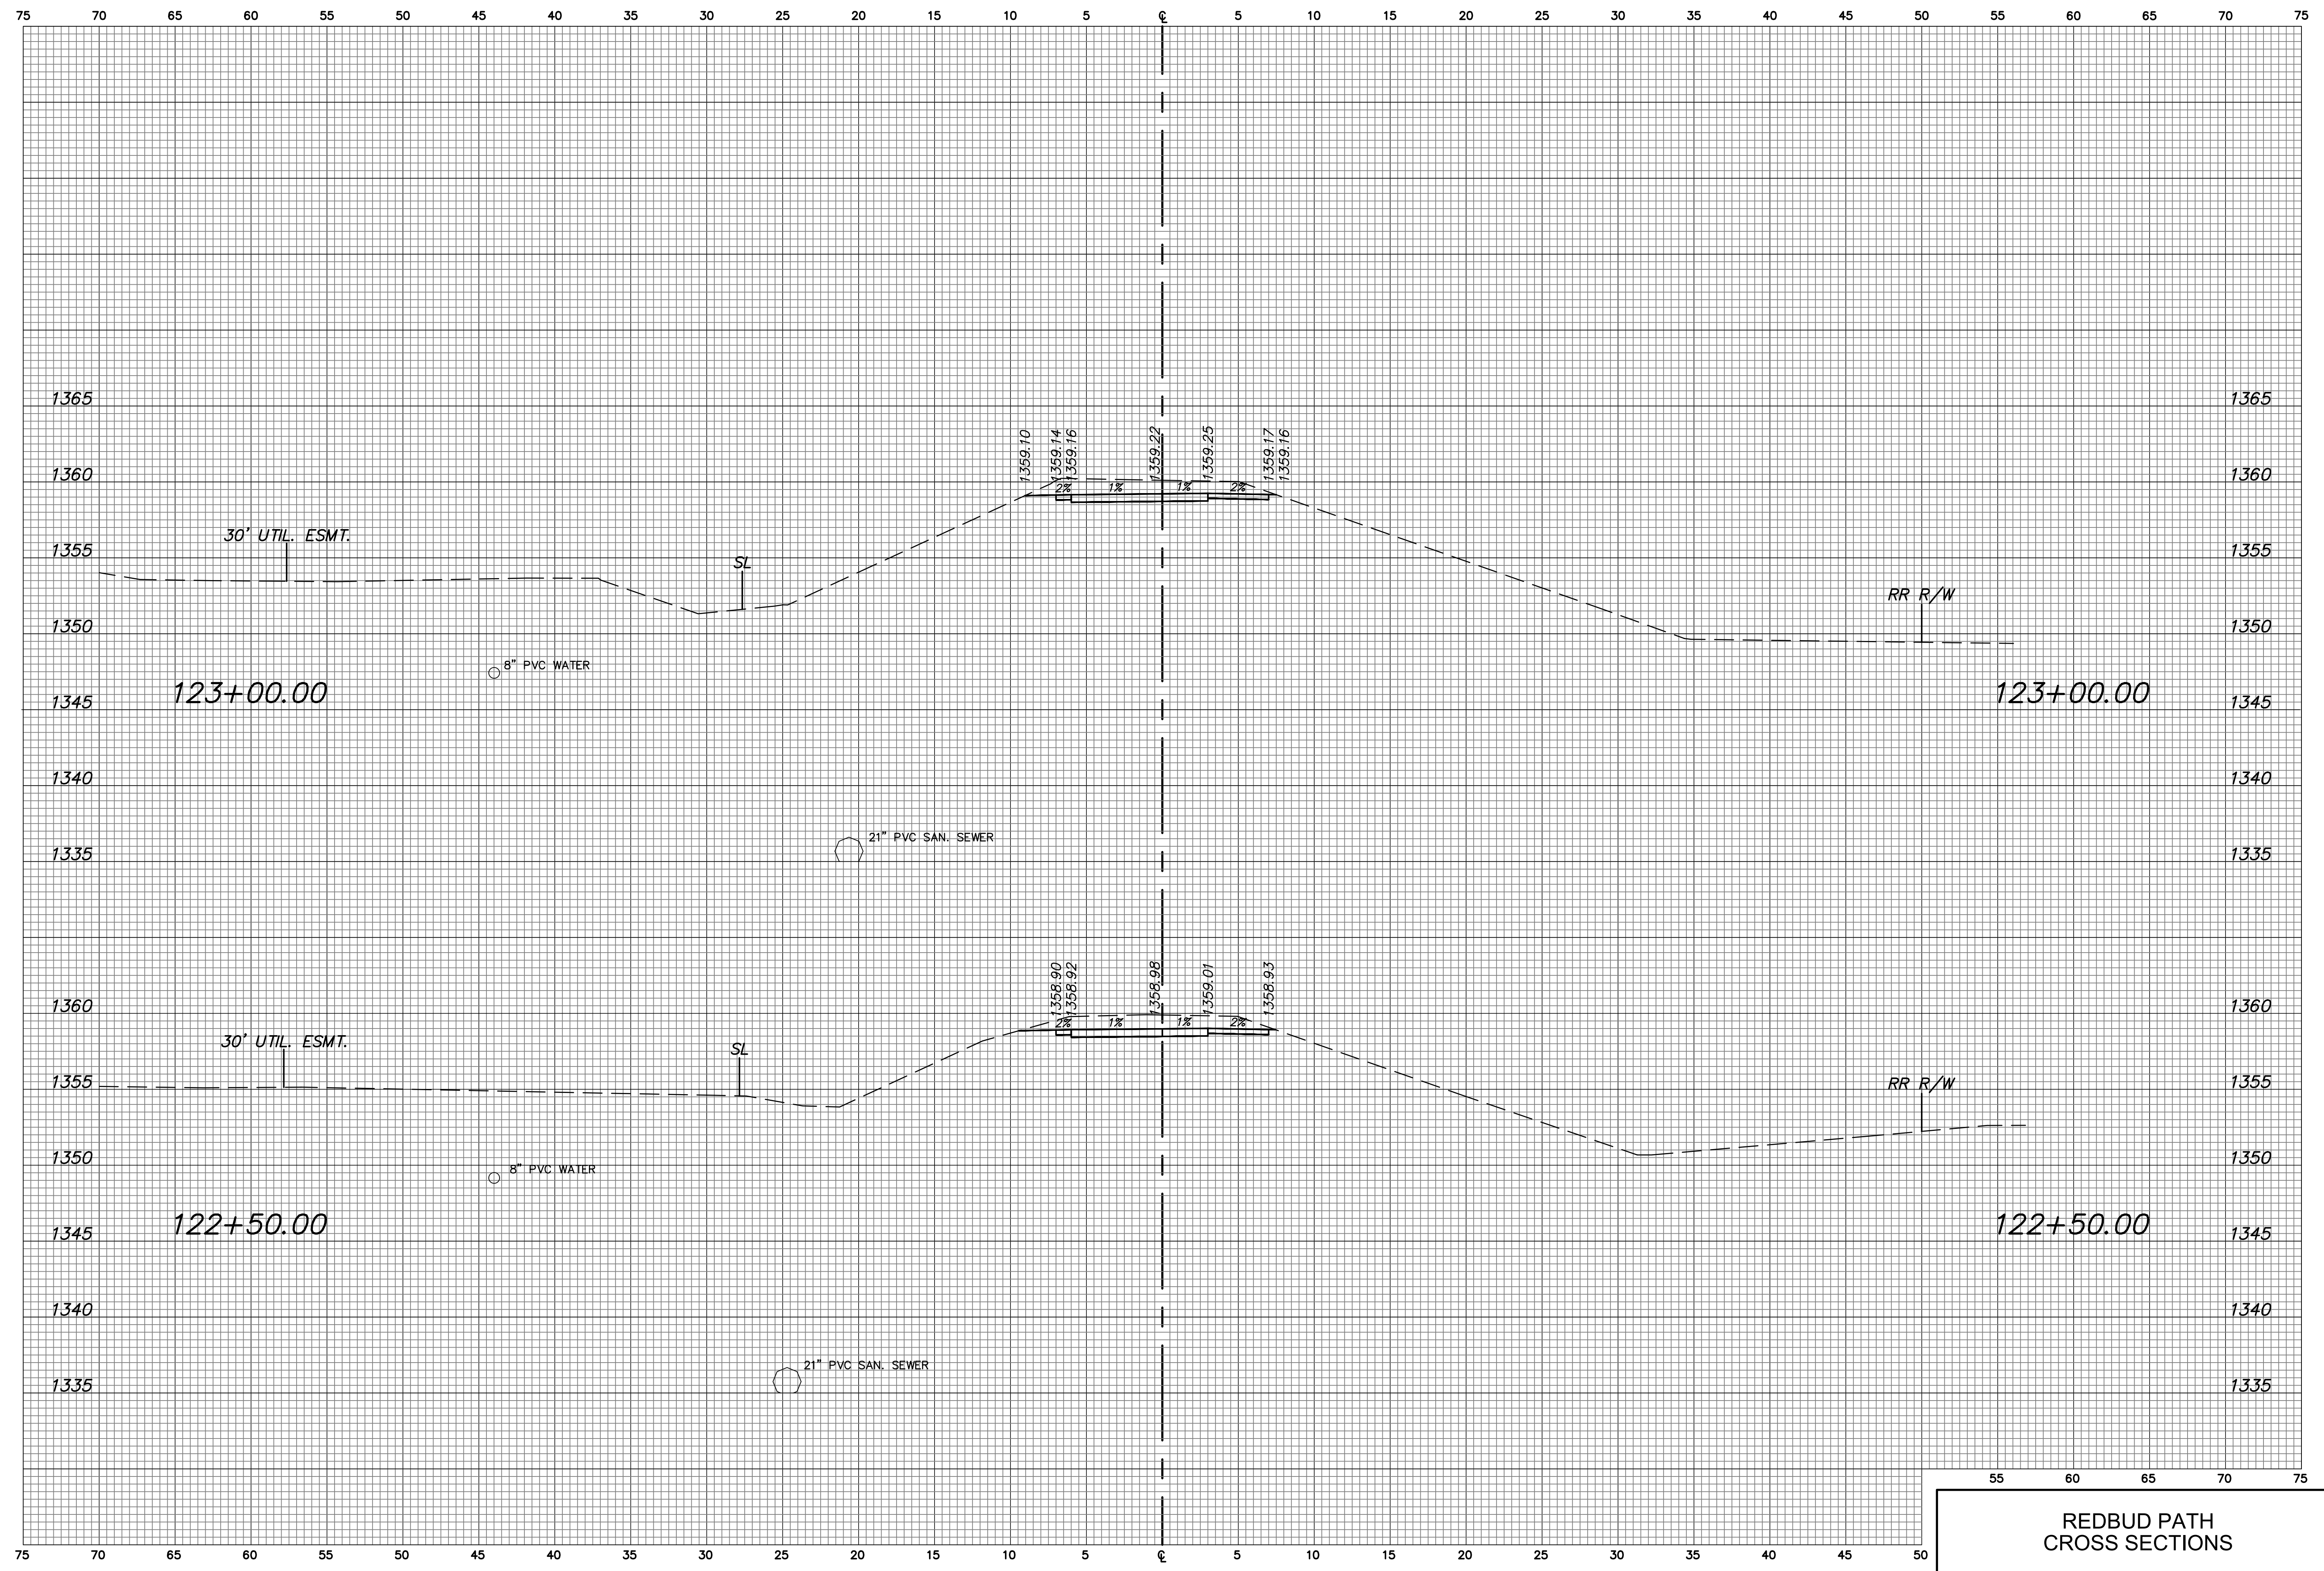 75 70 65 60 55 50 45 40 35 30 25 20 15 10 5 ℄ 5 10 15 20 25 30 35 40 45 50 55 60 65 70 75
1365 1365
1359.10 1359.14 1359.16 1359.22 1359.25 1359.17 1359.16
1360 1360
2% 1% 1% 2%
30' UTIL. ESMT.
1355 1355
SL
RR R/W
1350 1350
8" PVC WATER
123+00.00 123+00.00
1345 1345
1340 1340
21" PVC SAN. SEWER
1335 1335
1358.90 1358.92 1358.98 1359.01 1358.93
1360 1360
2% 1% 1% 2%
30' UTIL. ESMT.
SL
1355 1355
RR R/W
1350 1350
8" PVC WATER
122+50.00 122+50.00
1345 1345
1340 1340
21" PVC SAN. SEWER
1335 1335
55 60 65 70 75
REDBUD PATH
CROSS SECTIONS
75 70 65 60 55 50 45 40 35 30 25 20 15 10 5 ℄ 5 10 15 20 25 30 35 40 45 50